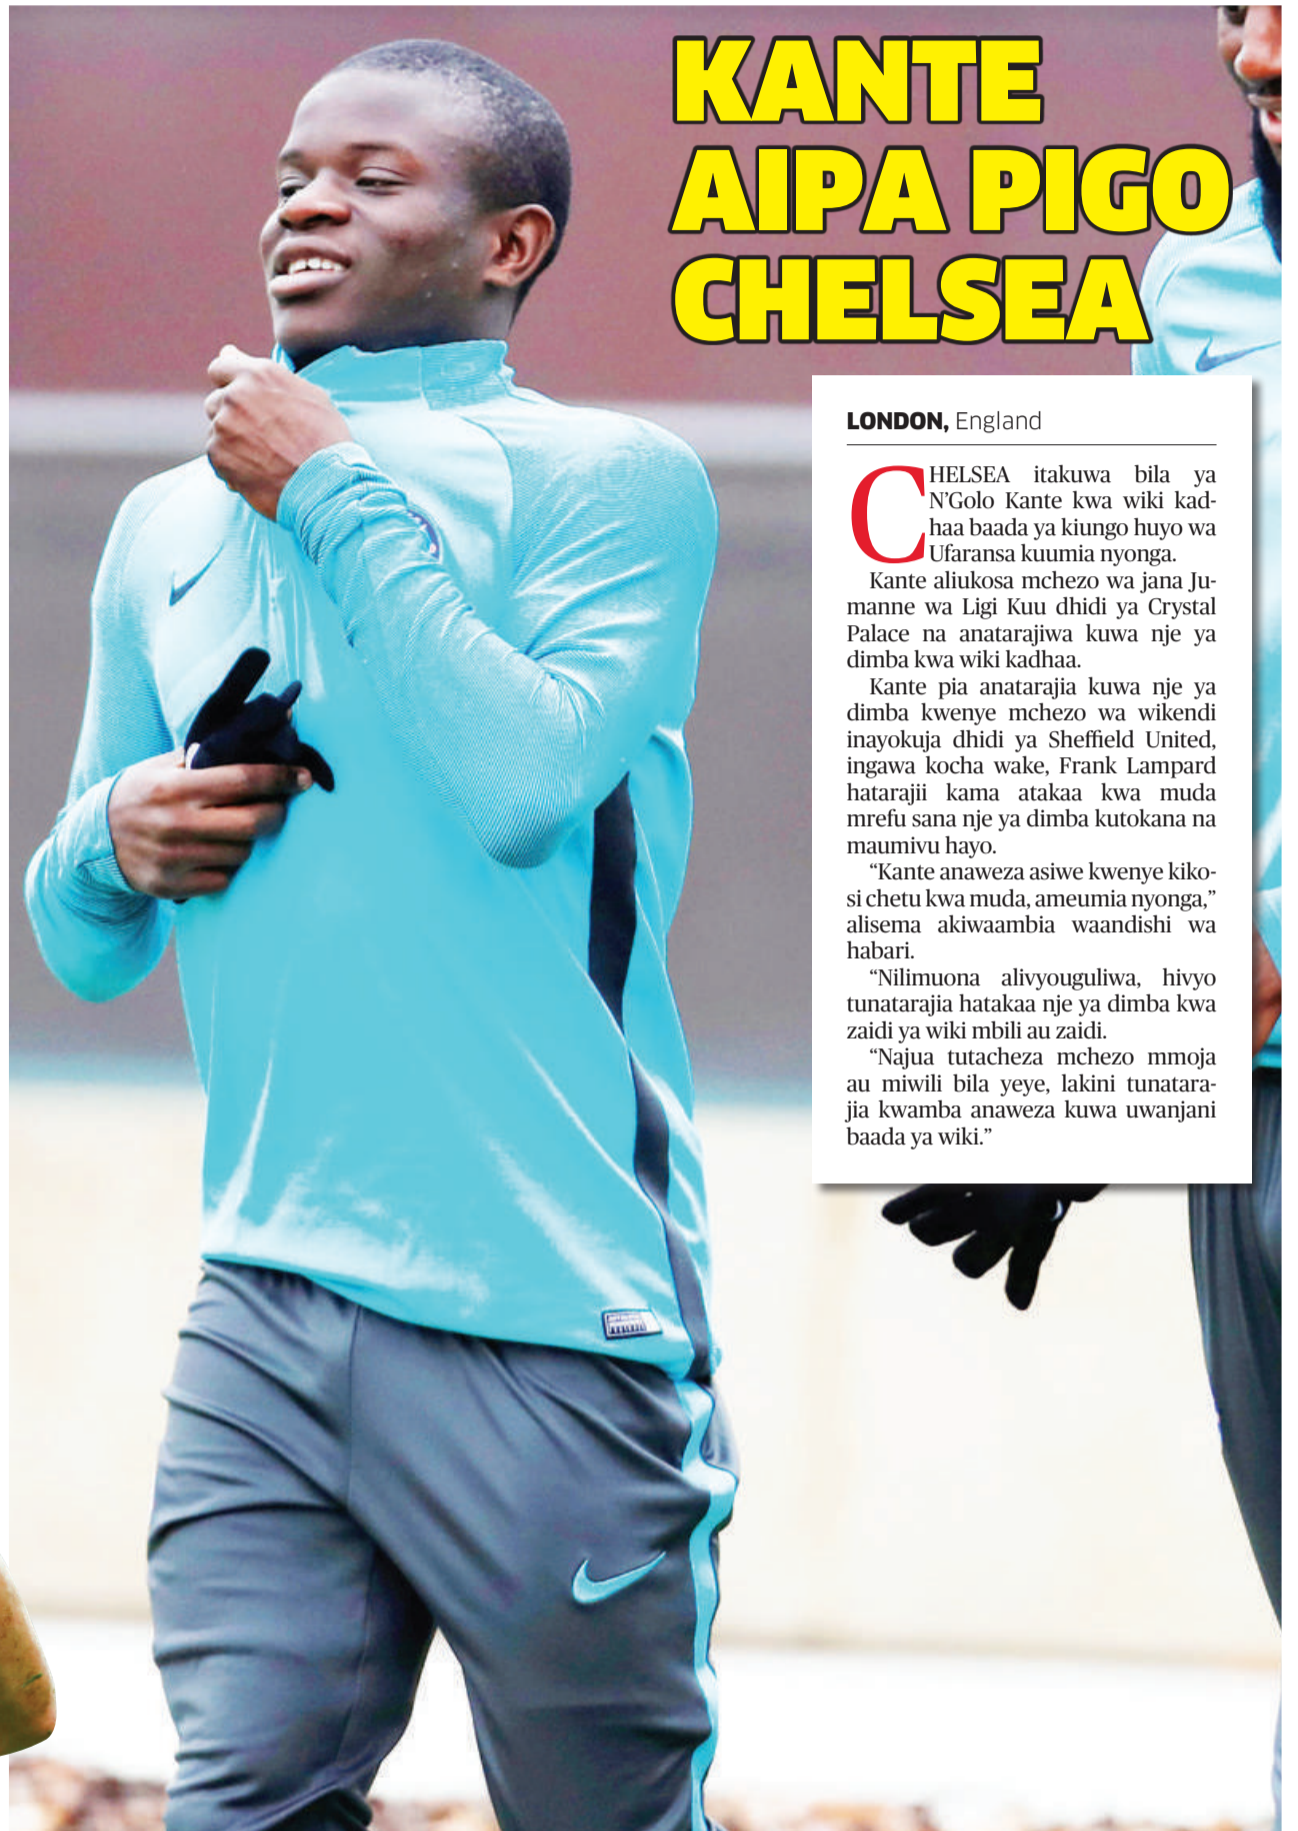 KANTE
AIPA PIGO
CHELSEA
LONDON, England
CHELSEA itakuwa bila ya
N’Golo Kante kwa wiki kad-
haa baada ya kiungo huyo wa
Ufaransa kuumia nyonga.
Kante aliukosa mchezo wa jana Ju-
manne wa Ligi Kuu dhidi ya Crystal
Palace na anatarajiwa kuwa nje ya
dimba kwa wiki kadhaa.
Kante pia anatarajia kuwa nje ya
dimba kwenye mchezo wa wikendi
inayokuja dhidi ya Sheffield United,
ingawa kocha wake, Frank Lampard
hatarajii kama atakaa kwa muda
mrefu sana nje ya dimba kutokana na
maumivu hayo.
“Kante anaweza asiwe kwenye kiko-
si chetu kwa muda, ameumia nyonga,”
alisema akiwaambia waandishi wa
habari.
“Nilimuona alivyouguliwa, hivyo
tunatarajia hatakaa nje ya dimba kwa
zaidi ya wiki mbili au zaidi.
“Najua tutacheza mchezo mmoja
au miwili bila yeye, lakini tunatara-
jia kwamba anaweza kuwa uwanjani
baada ya wiki.”